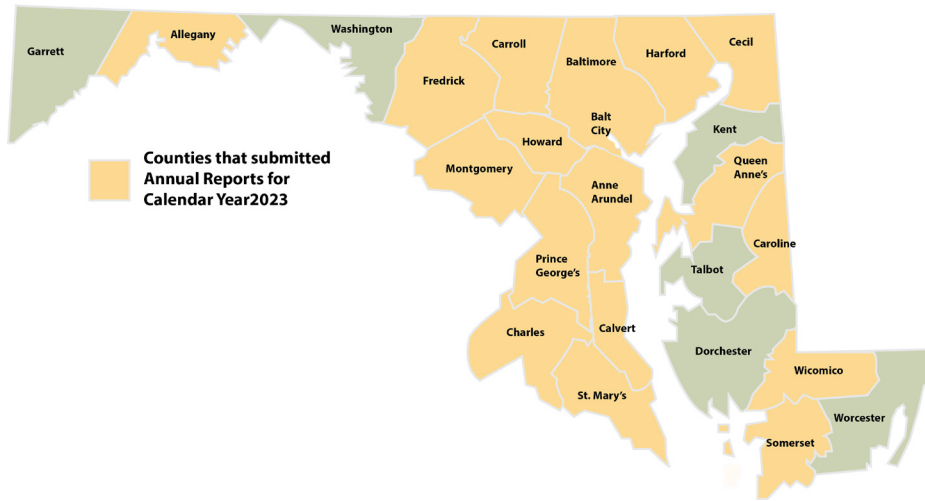 Garrett
Allegany
Washington
Fredrick
Carroll
Baltimore
Harford
Cecil
Balt
City
Howard
Montgomery
Kent
Queen
Anne's
Anne
Arundel
Counties that submitted
Annual Reports for
Calendar Year2023
Caroline
Talbot
Prince
George's
Charles
Calvert
Dorchester
St. Mary's
Wicomico
Worcester
Somerset